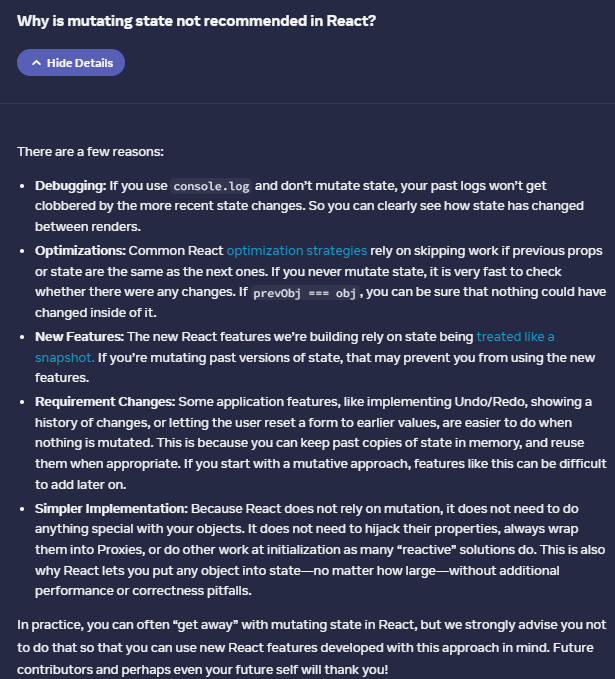 Why is mutating state not recommended in React?
Hide Details
There are a few reasons:
• Debugging: If you use console.log and don’t mutate state, your past logs won’t get
clobbered by the more recent state changes. So you can clearly see how state has changed
between renders.
• Optimizations: Common React optimization strategies rely on skipping work if previous props
or state are the same as the next ones. If you never mutate state, it is very fast to check
whether there were any changes. If prevObj === obj, you can be sure that nothing could have
changed inside of it.
• New Features: The new React features we’re building rely on state being treated like a
snapshot. If you’re mutating past versions of state, that may prevent you from using the new
features.
• Requirement Changes: Some application features, like implementing Undo/Redo, showing a
history of changes, or letting the user reset a form to earlier values, are easier to do when
nothing is mutated. This is because you can keep past copies of state in memory, and reuse
them when appropriate. If you start with a mutative approach, features like this can be difficult
to add later on.
• Simpler Implementation: Because React does not rely on mutation, it does not need to do
anything special with your objects. It does not need to hijack their properties, always wrap
them into Proxies, or do other work at initialization as many “reactive” solutions do. This is also
why React lets you put any object into state—no matter how large—without additional
performance or correctness pitfalls.
In practice, you can often “get away” with mutating state in React, but we strongly advise you not
to do that so that you can use new React features developed with this approach in mind. Future
contributors and perhaps even your future self will thank you!